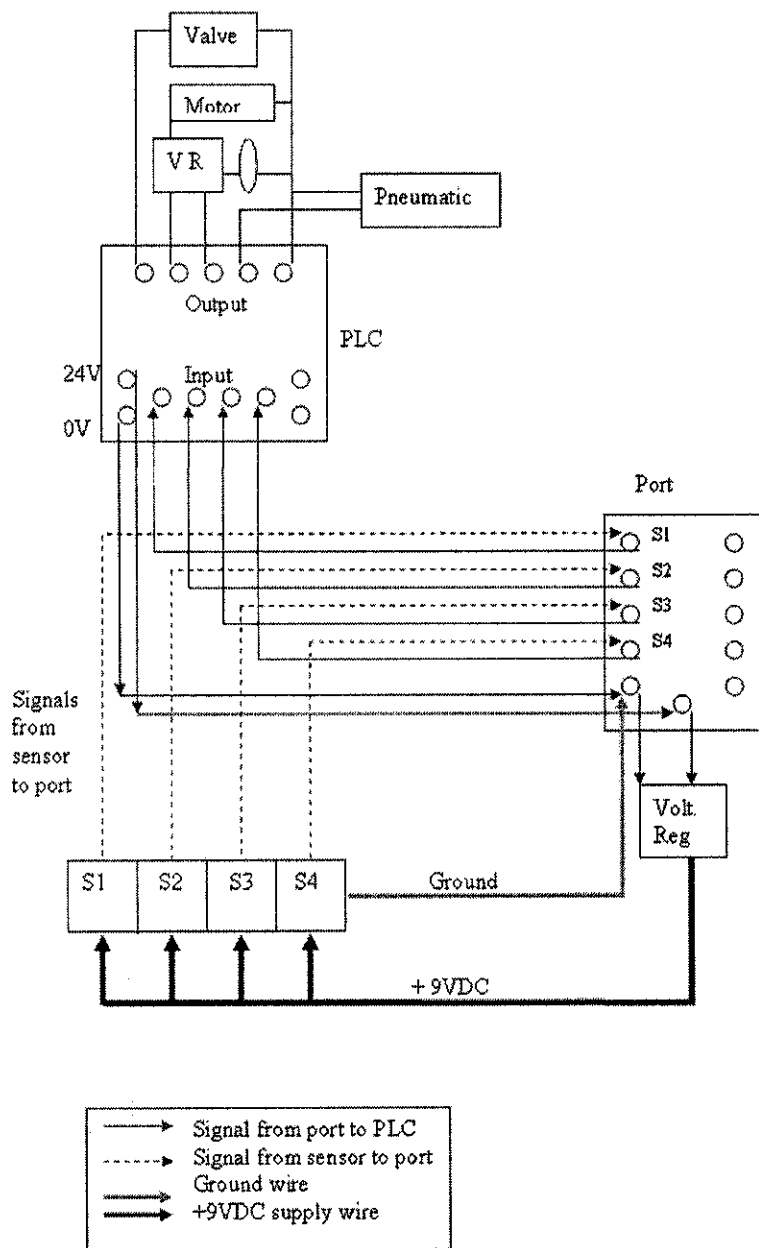 Valve
Motor
V R
Pneumatic
Output
PLC
24V
Input
0V
Port
S1
S2
S3
S4
Signals
from
sensor
to port
Volt.
Reg
S1 S2 S3 S4
Ground
+ 9VDC
Signal from port to PLC
Signal from sensor to port
Ground wire
+9VDC supply wire